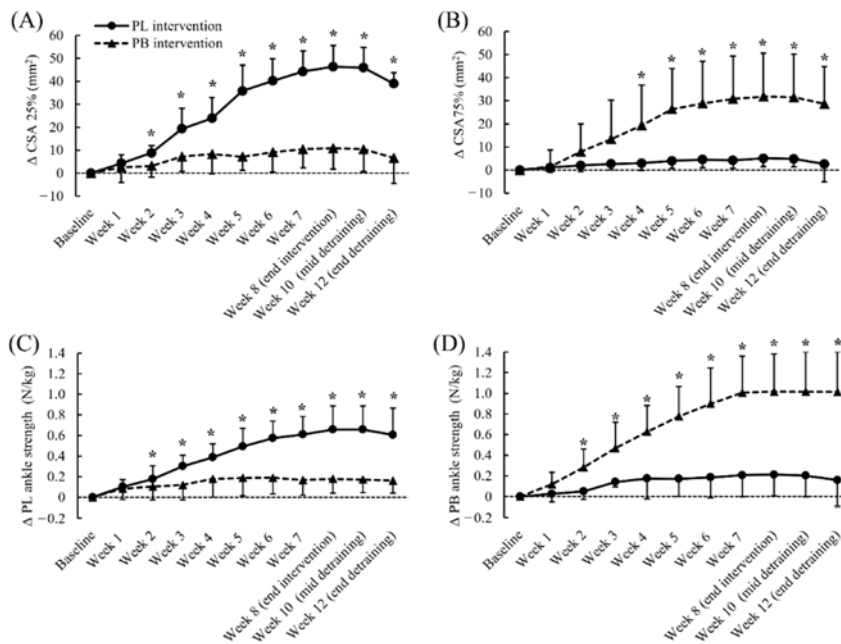 (A)
PL intervention
PB intervention
Δ CSA 25% (mm²)
60
50
40
30
20
10
0
−10
* * * * * * * * *
Baseline
Week 1
Week 2
Week 3
Week 4
Week 5
Week 6
Week 7
Week 8 (end intervention)
Week 10 (mid detraining)
Week 12 (end detraining)
(B)
Δ CSA75% (mm²)
60
50
40
30
20
10
0
−10
* * * * * * *
Baseline
Week 1
Week 2
Week 3
Week 4
Week 5
Week 6
Week 7
Week 8 (end intervention)
Week 10 (mid detraining)
Week 12 (end detraining)
(C)
Δ PL ankle strength (N/kg)
1.4
1.2
1.0
0.8
0.6
0.4
0.2
0
−0.2
* * * * * * * * *
Baseline
Week 1
Week 2
Week 3
Week 4
Week 5
Week 6
Week 7
Week 8 (end intervention)
Week 10 (mid detraining)
Week 12 (end detraining)
(D)
Δ PB ankle strength (N/kg)
1.4
1.2
1.0
0.8
0.6
0.4
0.2
0
−0.2
* * * * * * * * *
Baseline
Week 1
Week 2
Week 3
Week 4
Week 5
Week 6
Week 7
Week 8 (end intervention)
Week 10 (mid detraining)
Week 12 (end detraining)